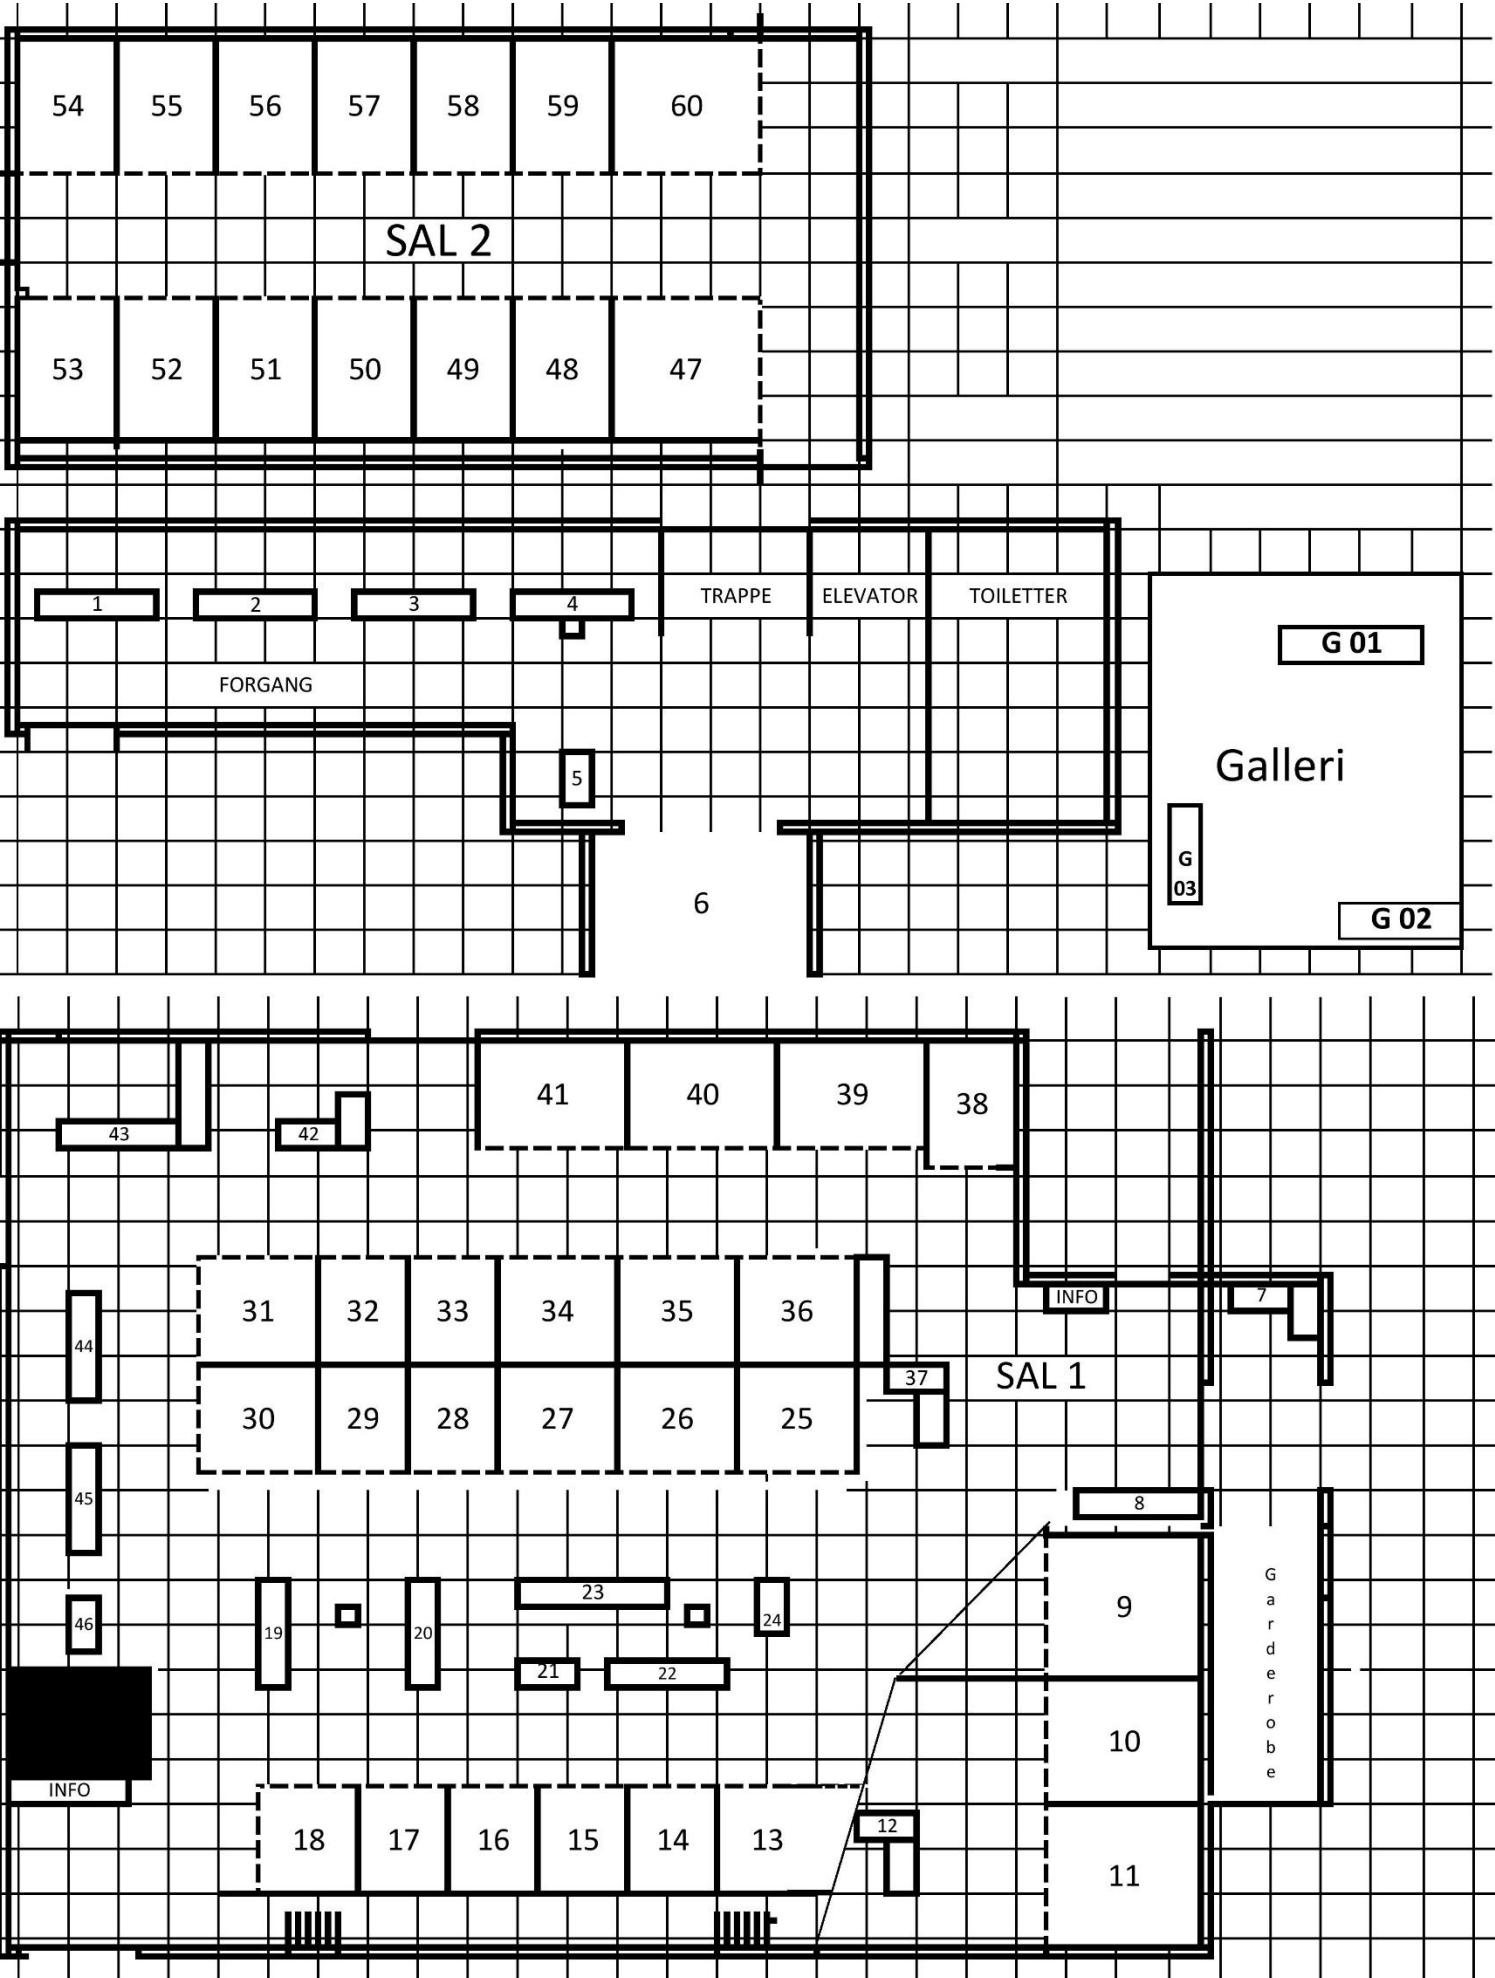 54 55 56 57 58 59 60
SAL 2
53 52 51 50 49 48 47
1 2 3 4
TRAPPE ELEVATOR TOILETTER
FORGANG
5
6
G 01
Galleri
G
03
G 02
41 40 39 38
43 42
31 32 33 34 35 36
INFO 7
44
37 SAL 1
30 29 28 27 26 25
45
8
23
9
46 19 20 24
21 22
10
INFO
18 17 16 15 14 13 12
11
G
a
r
d
e
r
o
b
e